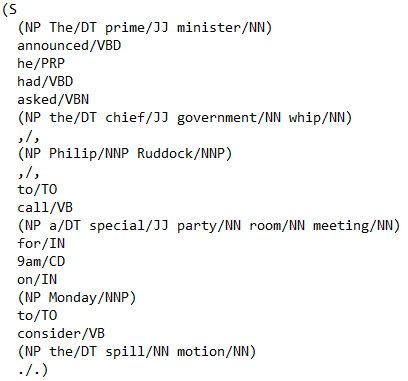 (S
(NP The/DT prime/JJ minister/NN)
announced/VBD
he/PRP
had/VBD
asked/VBN
(NP the/DT chief/JJ government/NN whip/NN)
,/,
(NP Philip/NNP Ruddock/NNP)
,/,
to/TO
call/VB
(NP a/DT special/JJ party/NN room/NN meeting/NN)
for/IN
9am/CD
on/IN
(NP Monday/NNP)
to/TO
consider/VB
(NP the/DT spill/NN motion/NN)
./.)